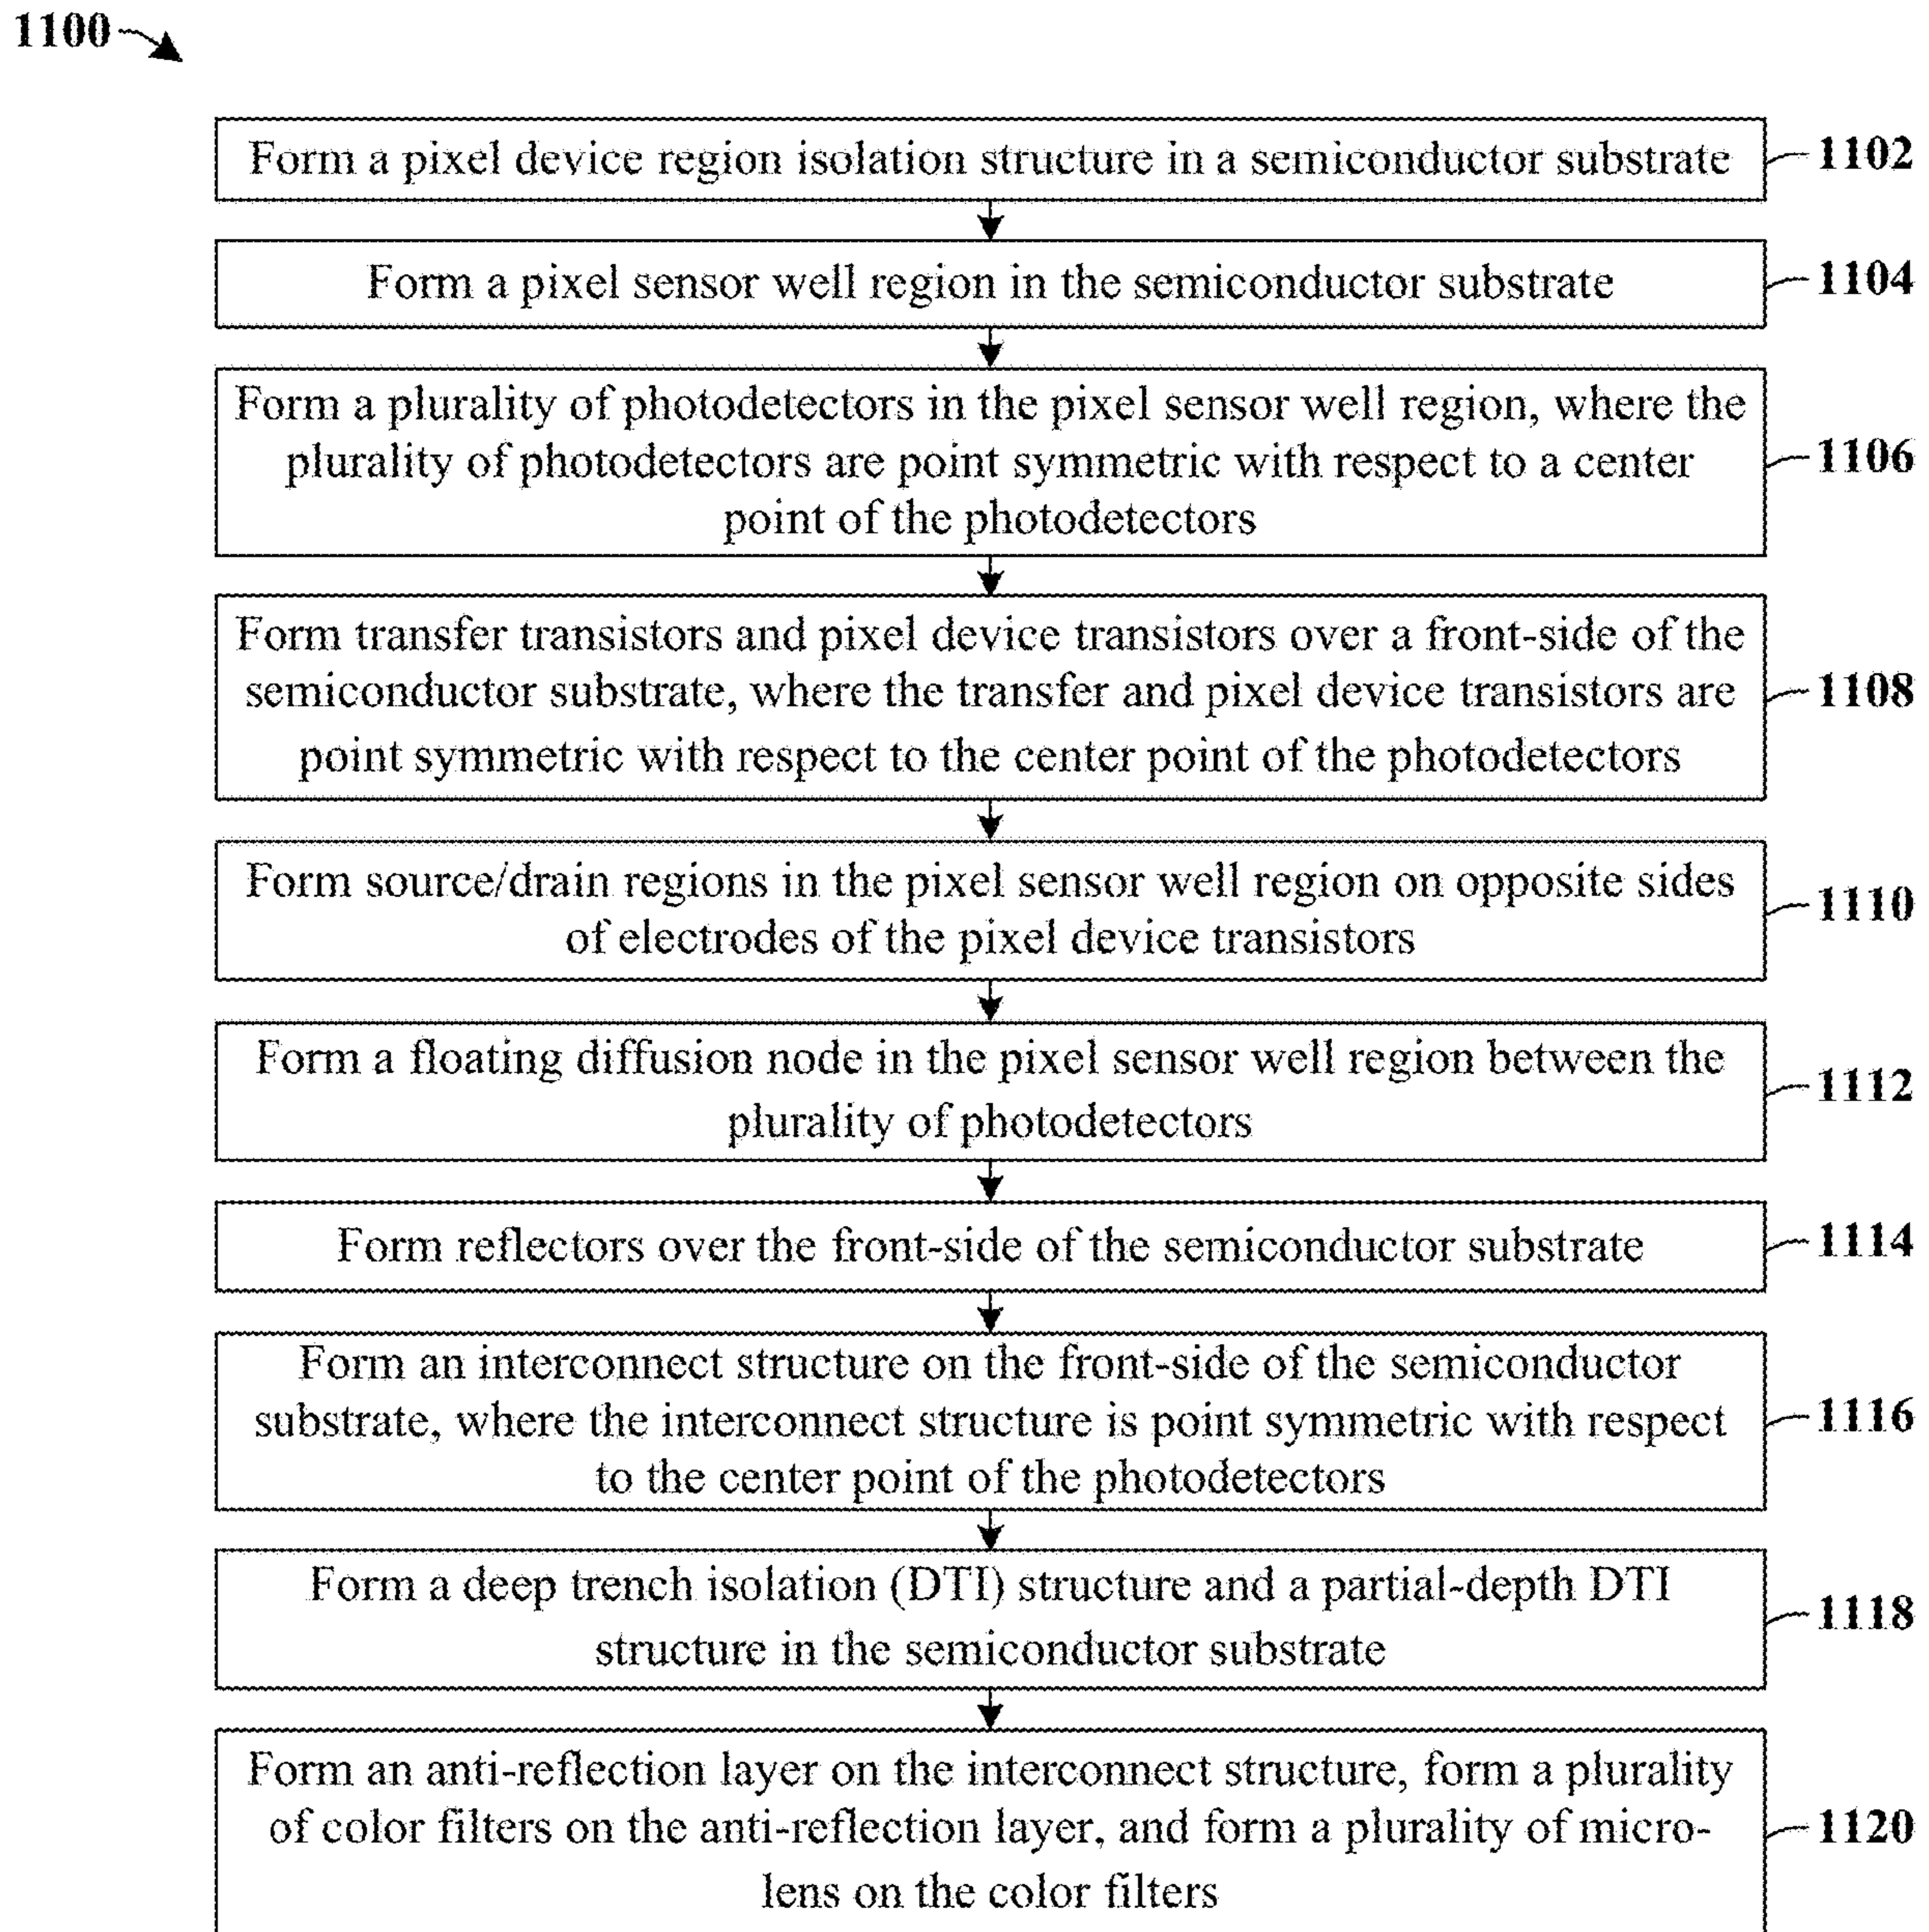 1100
Form a pixel device region isolation structure in a semiconductor substrate
1102
Form a pixel sensor well region in the semiconductor substrate
1104
Form a plurality of photodetectors in the pixel sensor well region, where the
plurality of photodetectors are point symmetric with respect to a center
point of the photodetectors
1106
Form transfer transistors and pixel device transistors over a front-side of the
semiconductor substrate, where the transfer and pixel device transistors are
point symmetric with respect to the center point of the photodetectors
1108
Form source/drain regions in the pixel sensor well region on opposite sides
of electrodes of the pixel device transistors
1110
Form a floating diffusion node in the pixel sensor well region between the
plurality of photodetectors
1112
Form reflectors over the front-side of the semiconductor substrate
1114
Form an interconnect structure on the front-side of the semiconductor
substrate, where the interconnect structure is point symmetric with respect
to the center point of the photodetectors
1116
Form a deep trench isolation (DTI) structure and a partial-depth DTI
structure in the semiconductor substrate
1118
Form an anti-reflection layer on the interconnect structure, form a plurality
of color filters on the anti-reflection layer, and form a plurality of micro-
lens on the color filters
1120